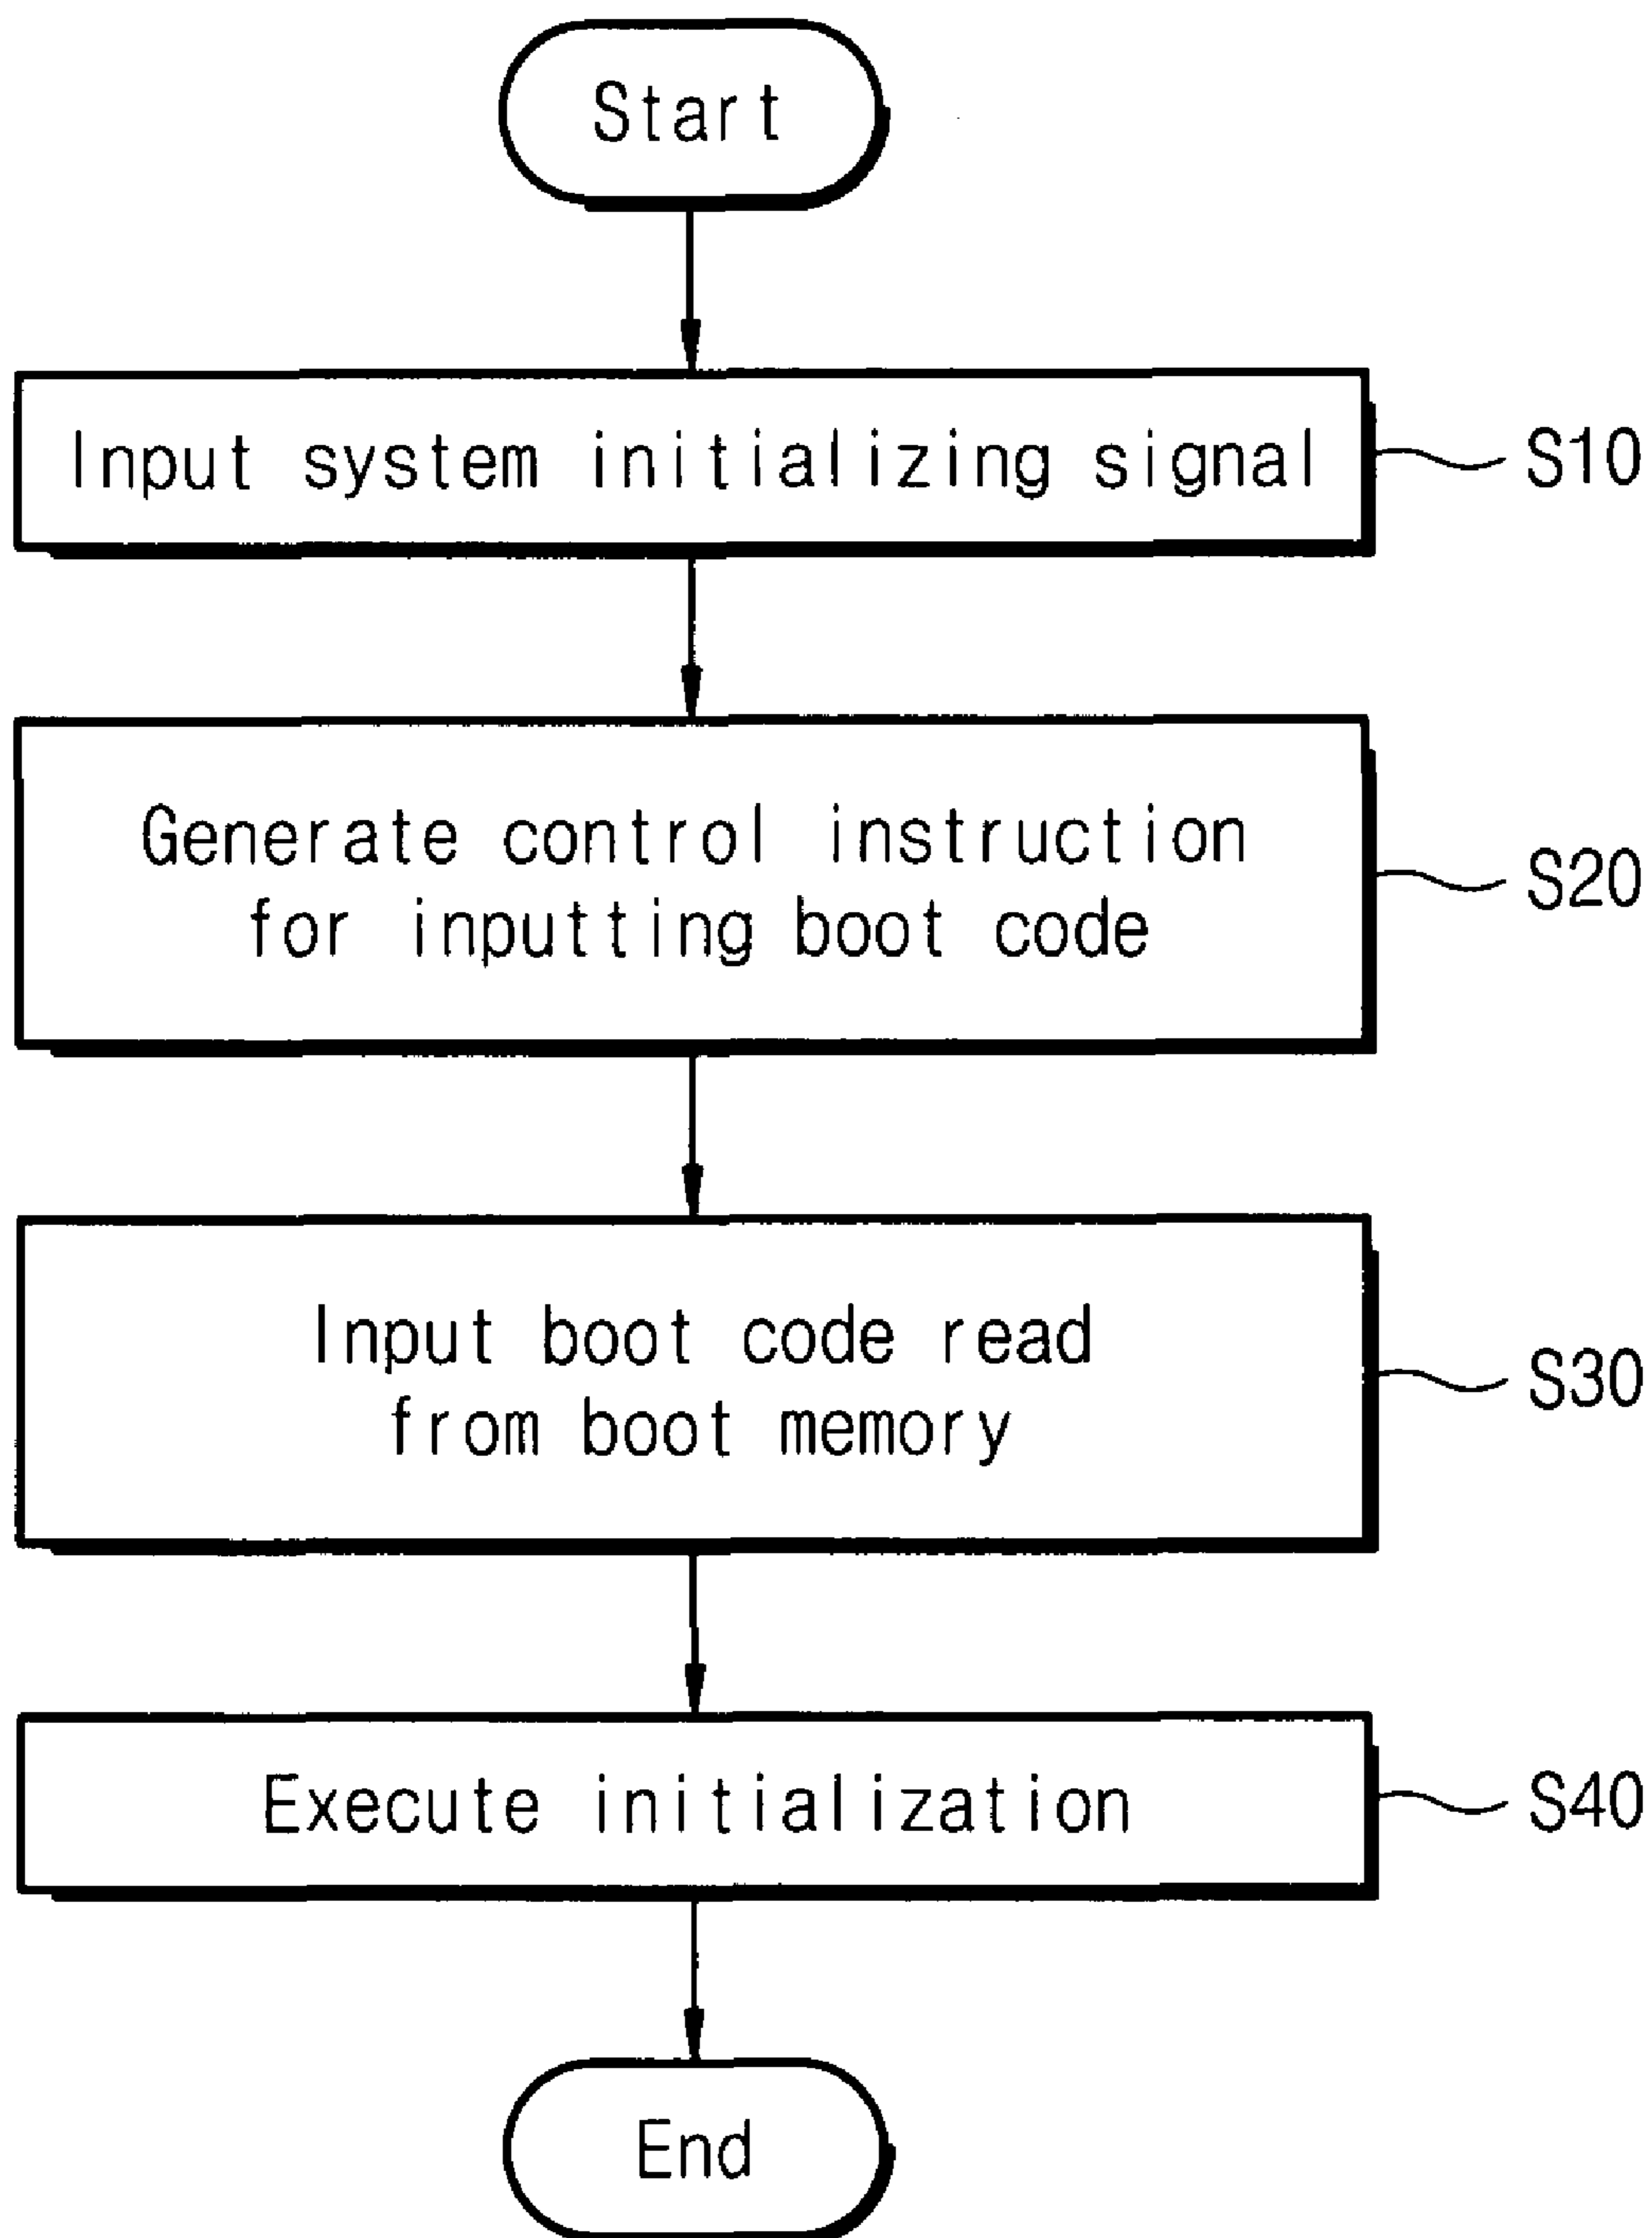 Start
Input system initializing signal
S10
Generate control instruction
for inputting boot code
S20
Input boot code read
from boot memory
S30
Execute initialization
S40
End